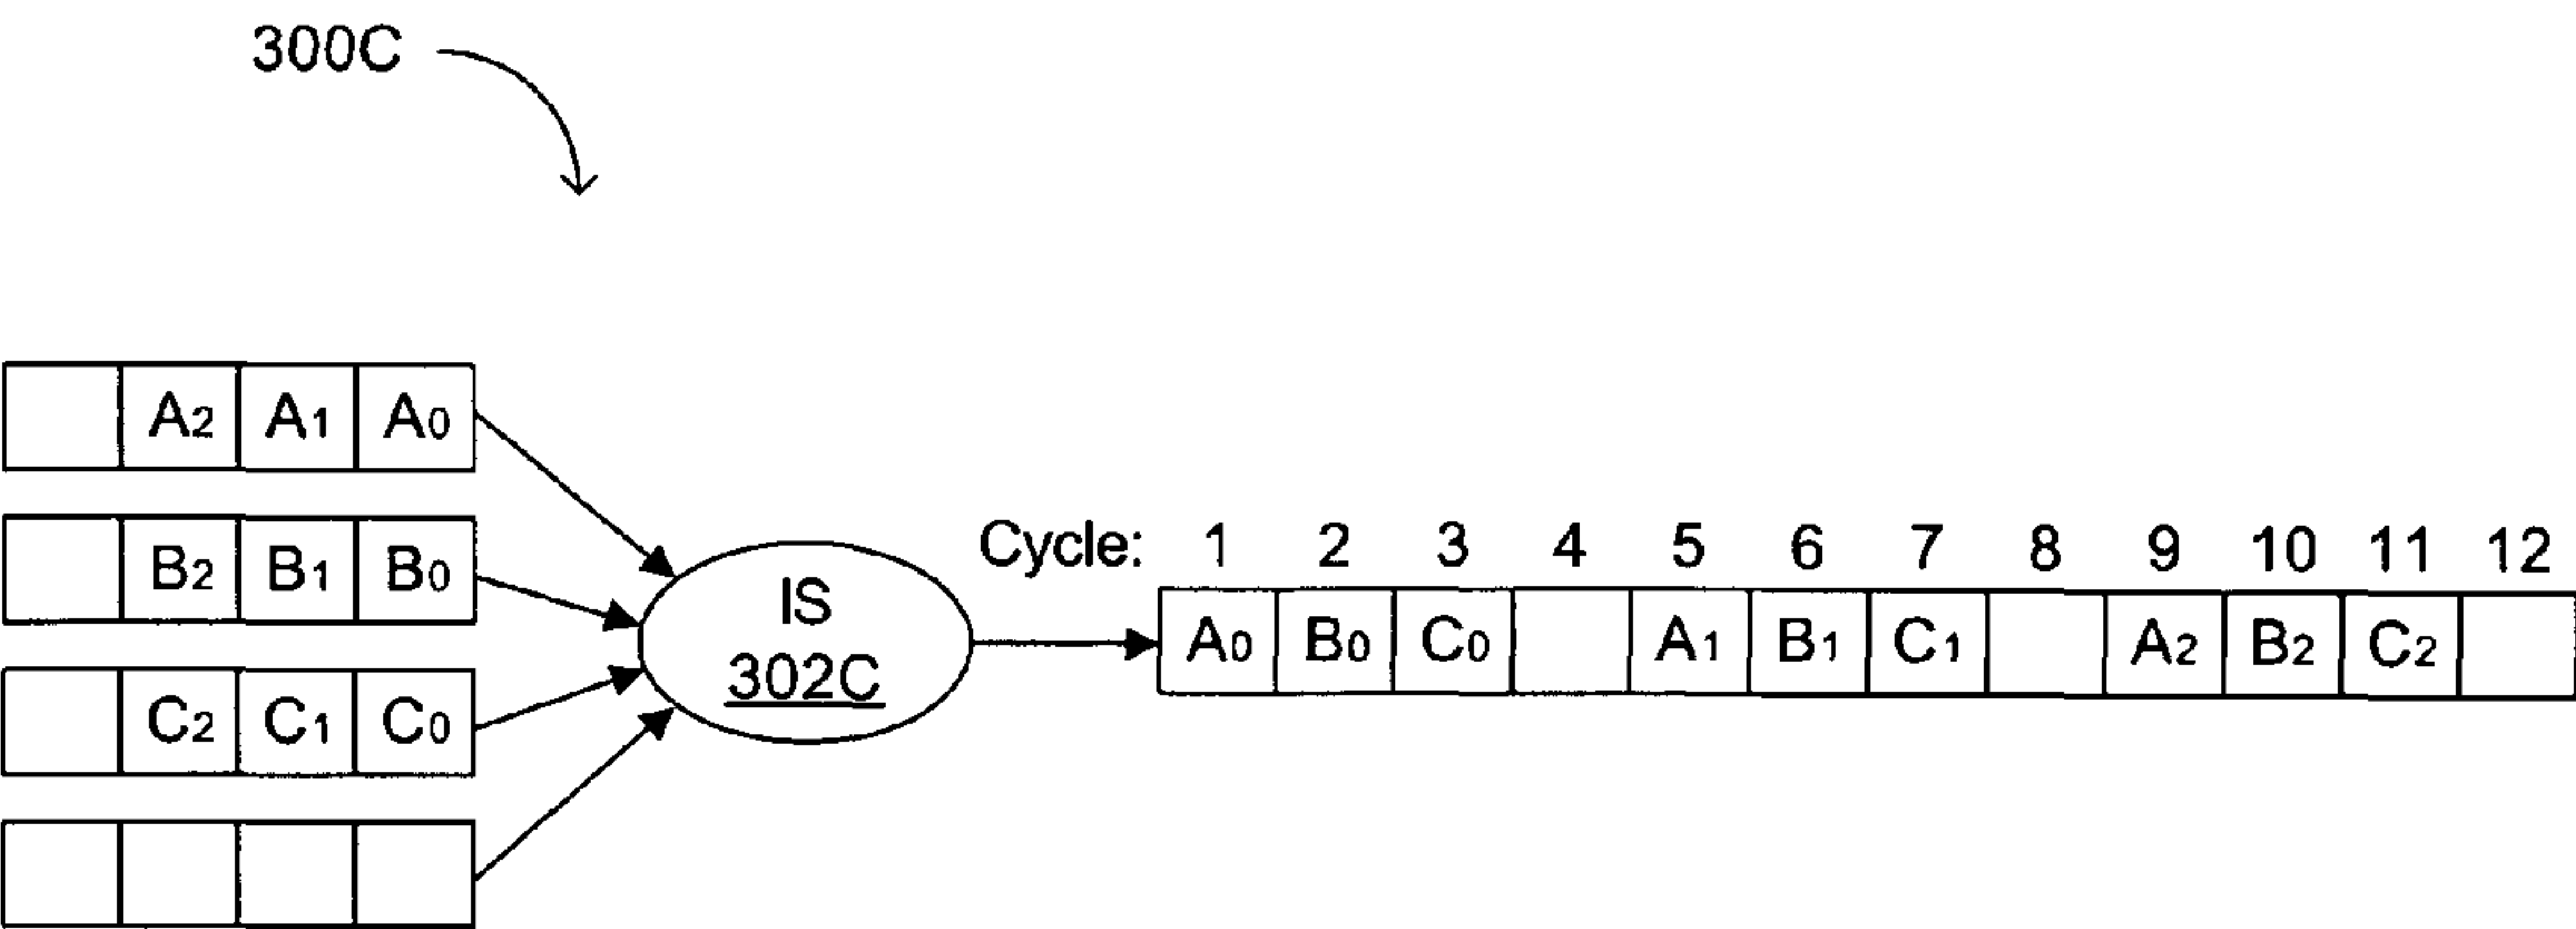 300C
A2 A1 A0
B2 B1 B0
C2 C1 C0
IS
302C
Cycle: 1 2 3 4 5 6 7 8 9 10 11 12
A0 B0 C0 A1 B1 C1 A2 B2 C2